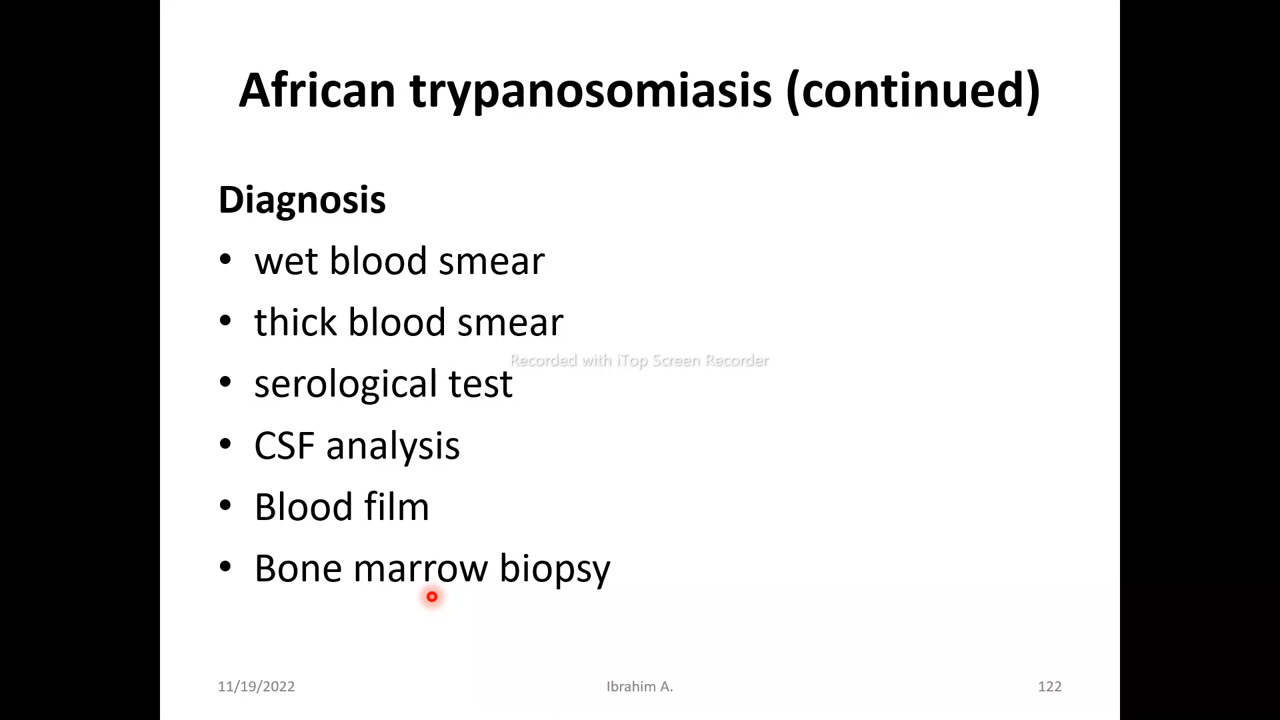 African trypanosomiasis (continued)
Diagnosis
• wet blood smear
• thick blood smear
Recorded with iTop Screen Recorder
• serological test
• CSF analysis
• Blood film
• Bone marrow biopsy
11/19/2022
Ibrahim A.
122